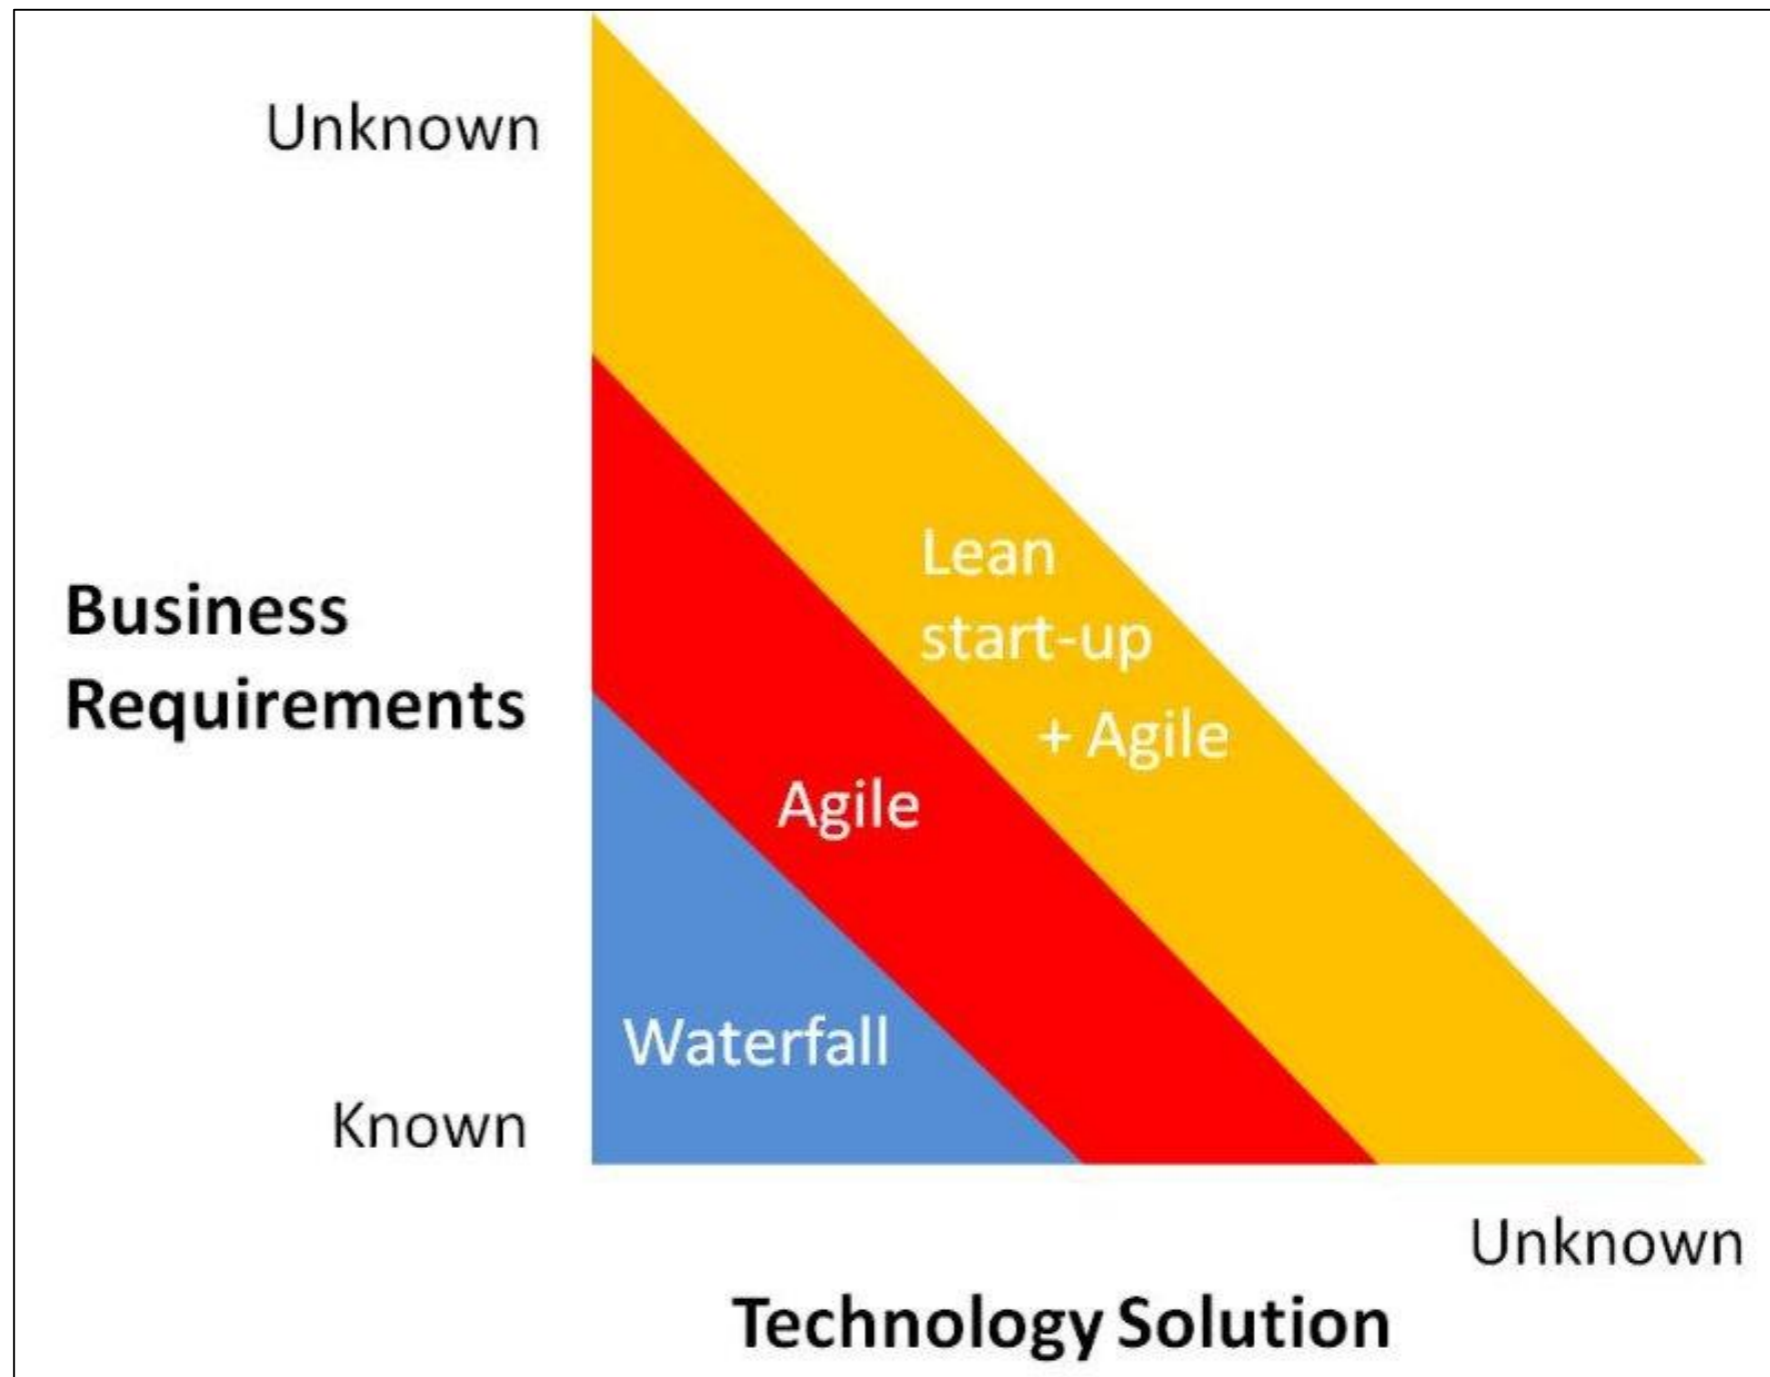 Unknown
Lean
start-up
+ Agile
Business
Requirements
Agile
Waterfall
Known
Unknown
Technology Solution